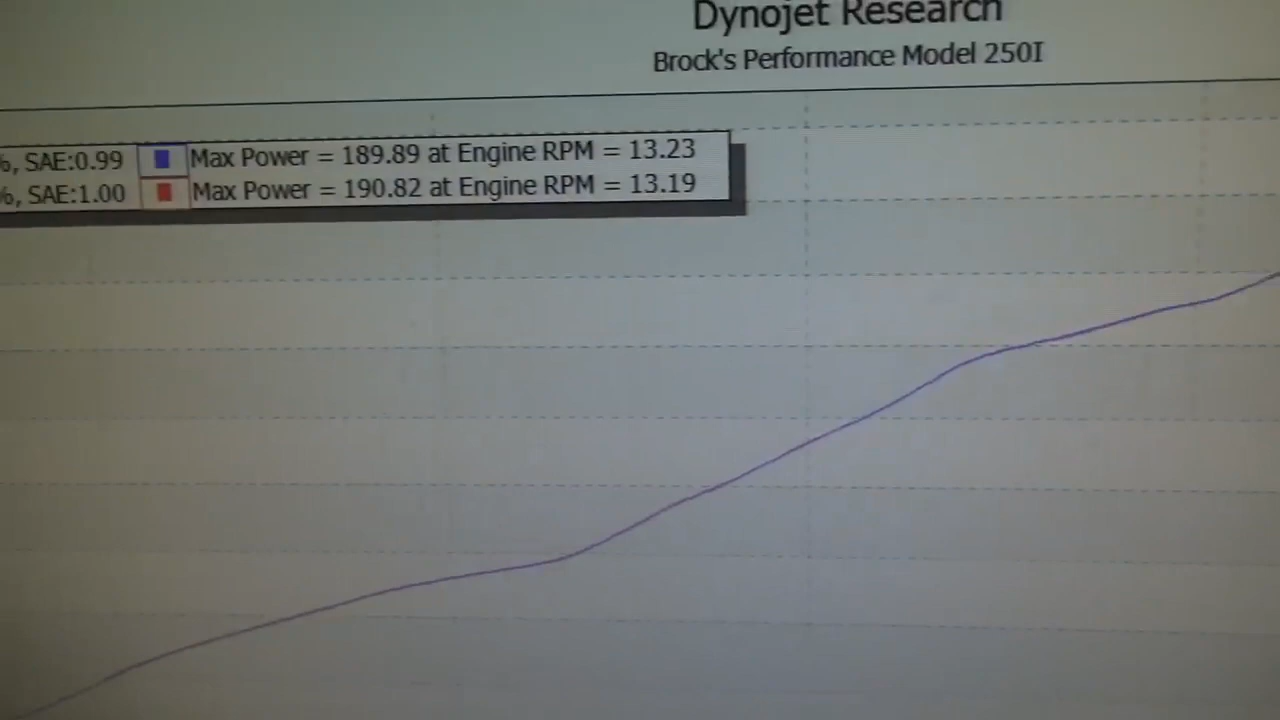 Dynojet Research
Brock's Performance Model 250I
%, SAE:0.99 Max Power = 189.89 at Engine RPM = 13.23
%, SAE:1.00 Max Power = 190.82 at Engine RPM = 13.19